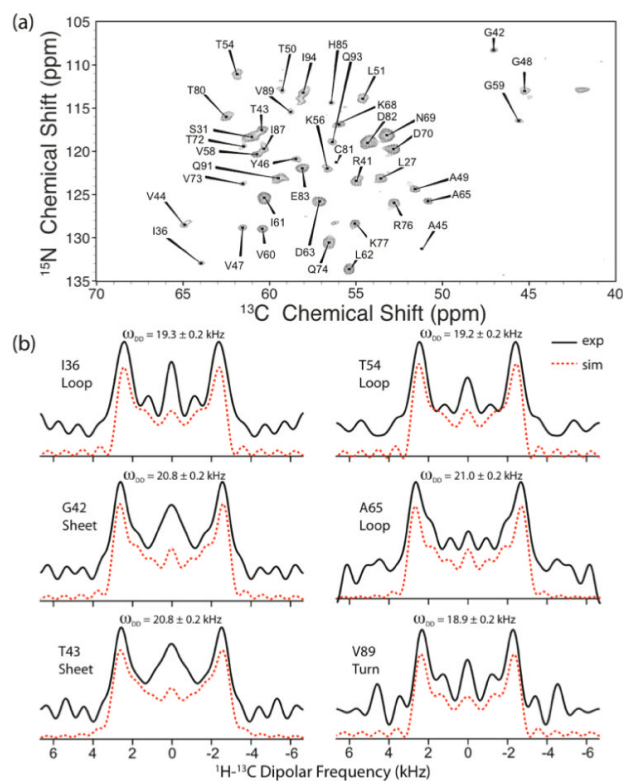 (a)
105
110
115
120
125
130
135
15N Chemical Shift (ppm)
T54
T50
I94
H85
Q93
L51
G42
G48
G59
T80
V89
T43
K68
D82
N69
D70
S31
I87
K56
C81
R41
L27
T72
V58
Y46
A49
Q91
V73
E83
A65
V44
I61
R76
A45
I36
K77
V47
V60
D63
Q74
L62
70 65 60 55 50 45 40
13C Chemical Shift (ppm)
(b)
ωDD = 19.3 ± 0.2 kHz
I36
Loop
ωDD = 19.2 ± 0.2 kHz
T54
Loop
exp
sim
ωDD = 20.8 ± 0.2 kHz
G42
Sheet
ωDD = 21.0 ± 0.2 kHz
A65
Loop
ωDD = 20.8 ± 0.2 kHz
T43
Sheet
ωDD = 18.9 ± 0.2 kHz
V89
Turn
6 4 2 0 -2 -4 -6
6 4 2 0 -2 -4 -6
1H-13C Dipolar Frequency (kHz)